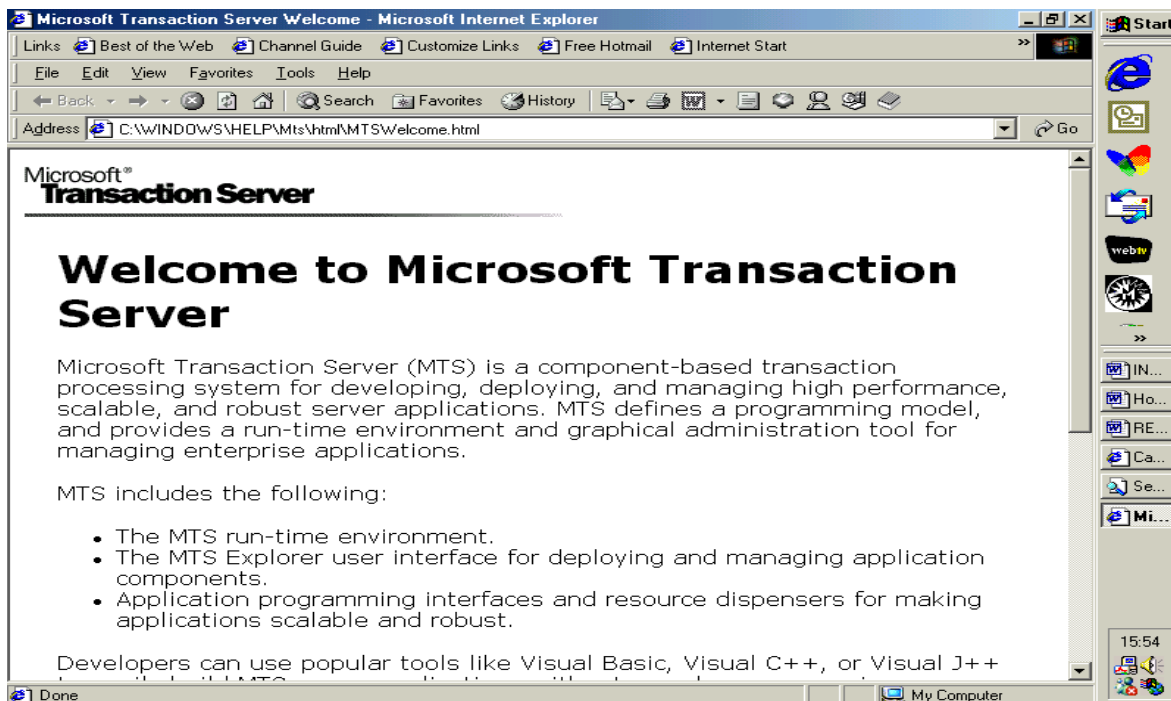 Microsoft Transaction Server Welcome - Microsoft Internet Explorer
Links Best of the Web Channel Guide Customize Links Free Hotmail Internet Start »
File Edit View Favorites Tools Help
Back Search Favorites History
Address C:\WINDOWS\HELP\Mts\html\MTSWelcome.html Go
Microsoft®
Transaction Server
Welcome to Microsoft Transaction
Server
Microsoft Transaction Server (MTS) is a component-based transaction
processing system for developing, deploying, and managing high performance,
scalable, and robust server applications. MTS defines a programming model,
and provides a run-time environment and graphical administration tool for
managing enterprise applications.
MTS includes the following:
• The MTS run-time environment.
• The MTS Explorer user interface for deploying and managing application
components.
• Application programming interfaces and resource dispensers for making
applications scalable and robust.
Developers can use popular tools like Visual Basic, Visual C++, or Visual J++
Done My Computer
Start
webtv
»
IN...
Ho...
RE...
Ca...
Se...
Mi...
15:54